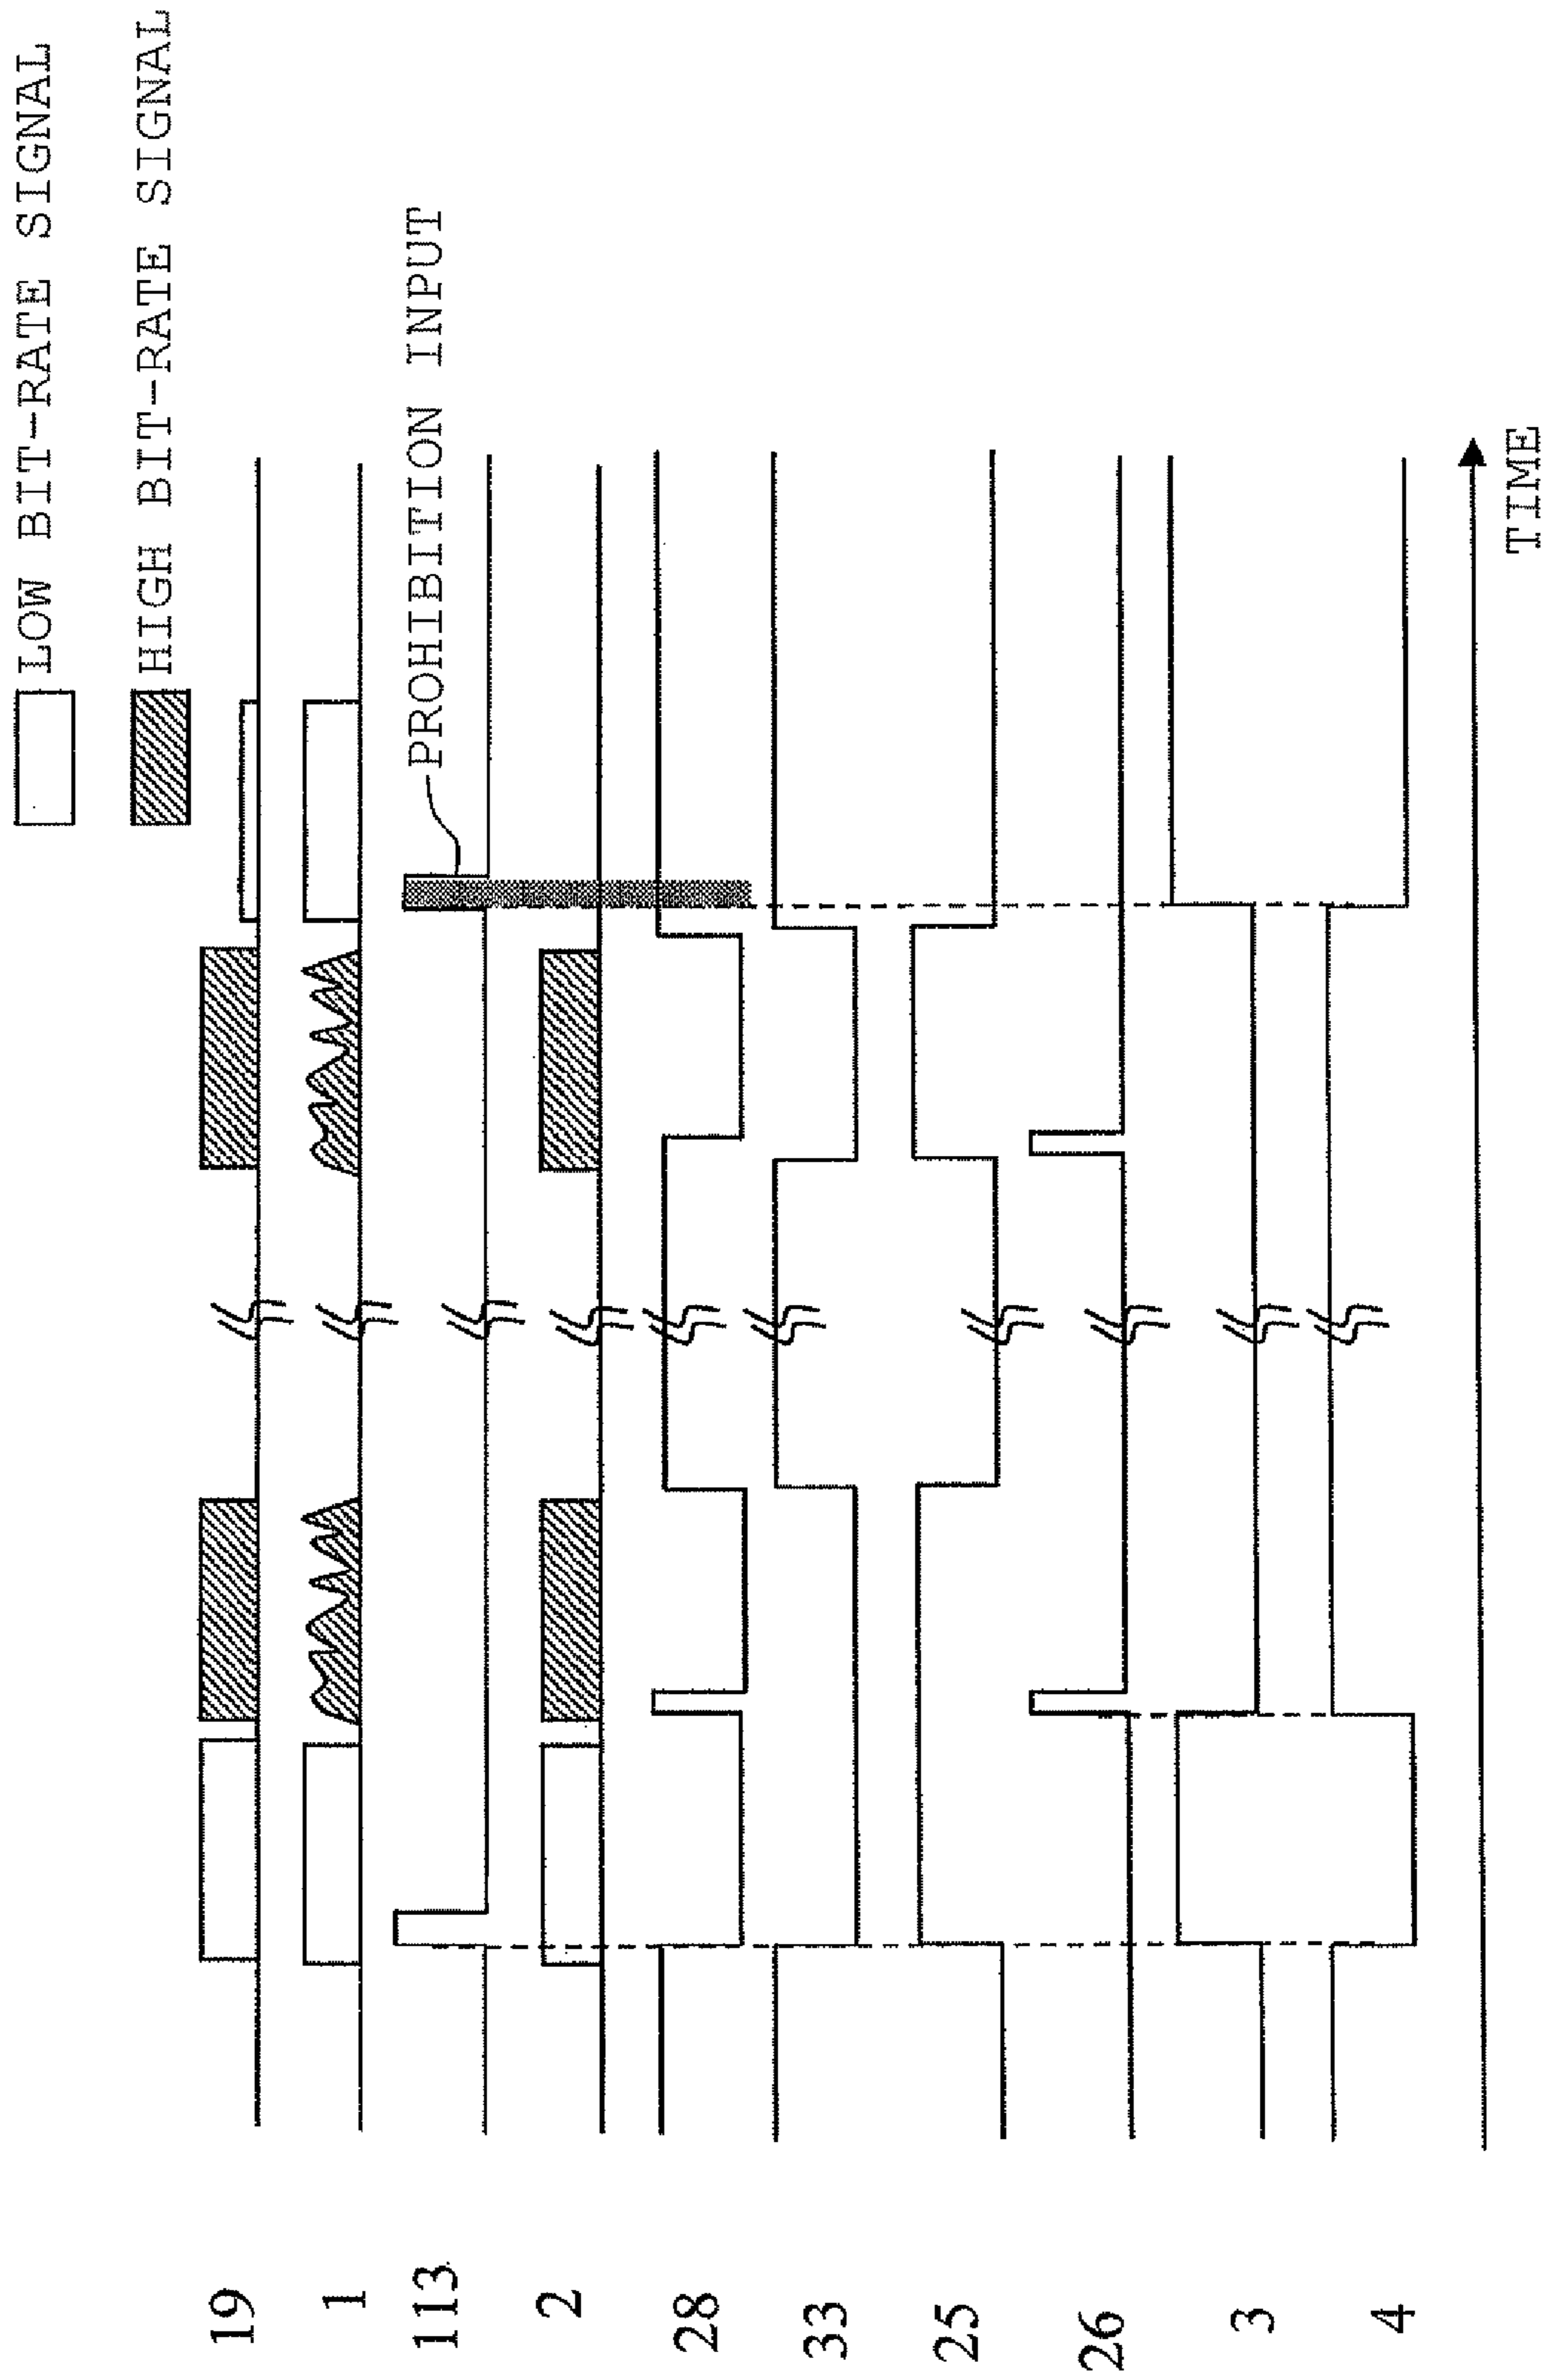 LOW BIT-RATE SIGNAL
HIGH BIT-RATE SIGNAL
19
1
113
PROHIBITION INPUT
2
28
33
25
26
3
4
TIME